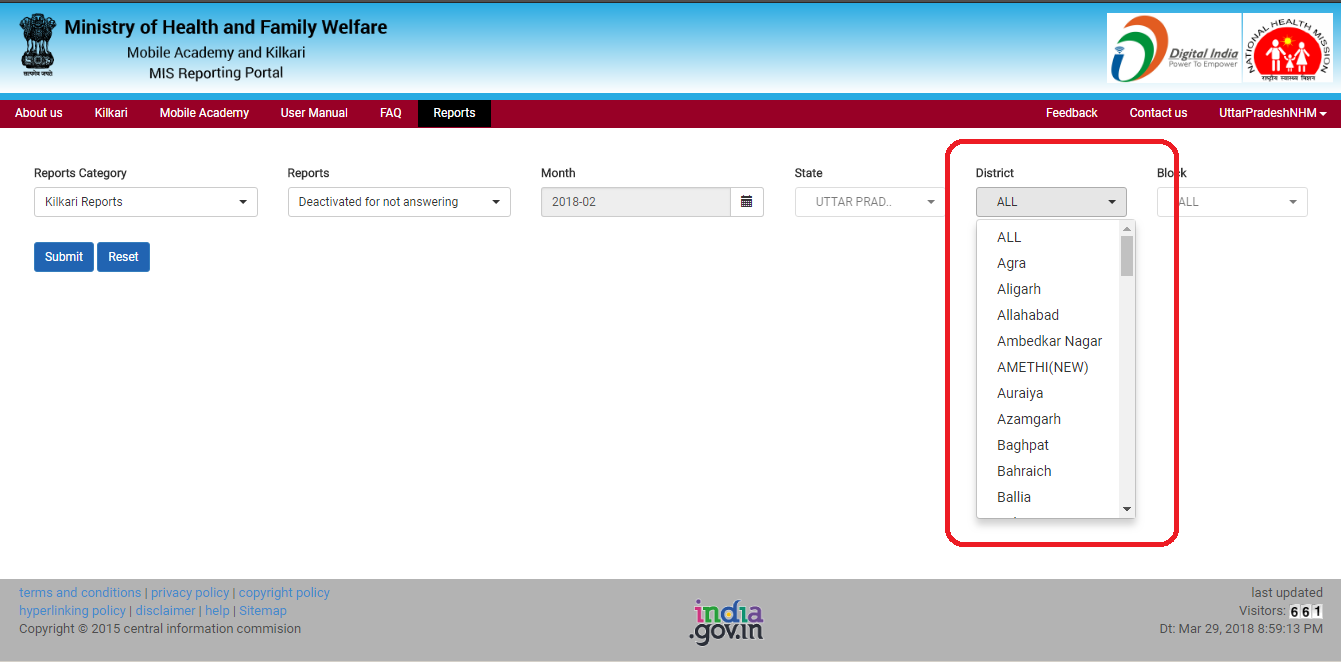 Ministry of Health and Family Welfare
Mobile Academy and Kilkari
MIS Reporting Portal
सत्यमेव जयते
Digital India
Power To Empower
NATIONAL HEALTH MISSION
राष्ट्रीय स्वास्थ्य मिशन
About us Kilkari Mobile Academy User Manual FAQ Reports Feedback Contact us UttarPradeshNHM
Reports Category Reports Month State District Block
Kilkari Reports Deactivated for not answering 2018-02 UTTAR PRAD.. ALL ALL
Submit Reset
ALL
Agra
Aligarh
Allahabad
Ambedkar Nagar
AMETHI(NEW)
Auraiya
Azamgarh
Baghpat
Bahraich
Ballia
terms and conditions | privacy policy | copyright policy
hyperlinking policy | disclaimer | help | Sitemap
Copyright © 2015 central information commision
india
.gov.in
last updated
Visitors: 661
Dt: Mar 29, 2018 8:59:13 PM